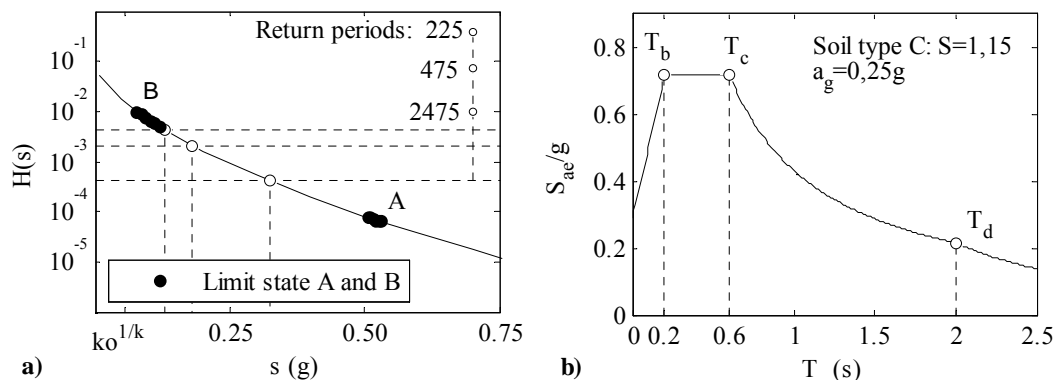 Return periods: 225
475
2475
10^-1
10^-2
10^-3
10^-4
10^-5
H(s)
B
A
Limit state A and B
ko^1/k
0.25
0.50
0.75
s (g)
a)
0.8
0.6
0.4
0.2
0
S_ae/g
T_b
T_c
T_d
Soil type C: S=1,15
a_g=0,25g
0 0.2 0.6 1 1.5 2 2.5
T (s)
b)